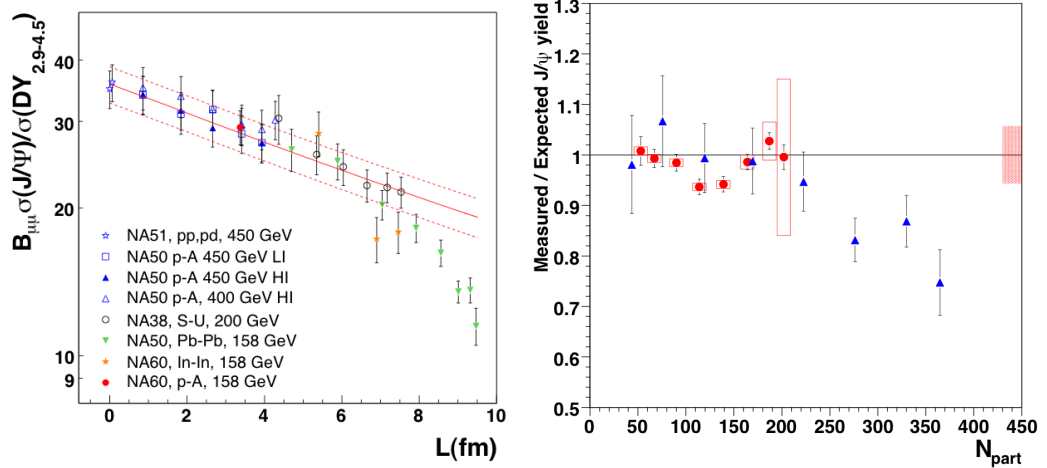 B_μμ σ(J/Ψ)/σ(DY_2.9-4.5)
40
30
20
10
9
NA51, pp,pd, 450 GeV
NA50 p-A 450 GeV LI
NA50 p-A 450 GeV HI
NA50 p-A, 400 GeV HI
NA38, S-U, 200 GeV
NA50, Pb-Pb, 158 GeV
NA60, In-In, 158 GeV
NA60, p-A, 158 GeV
0 2 4 6 8 10
L(fm)
Measured / Expected J/ψ yield
1.3
1.2
1.1
1
0.9
0.8
0.7
0.6
0.5
0 50 100 150 200 250 300 350 400 450
N_part